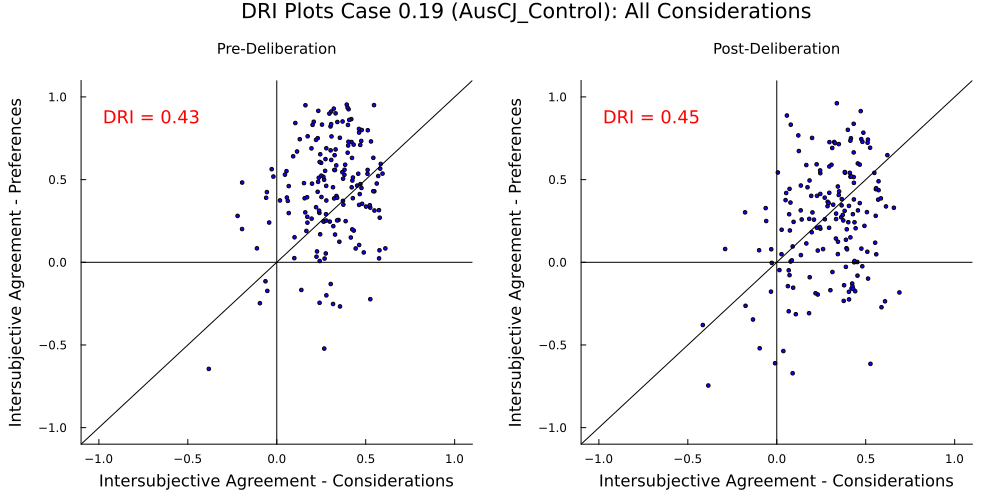 DRI Plots Case 0.19 (AusCJ_Control): All Considerations
Pre-Deliberation
Post-Deliberation
DRI = 0.43
DRI = 0.45
Intersubjective Agreement - Preferences
1.0
0.5
0.0
−0.5
−1.0
−1.0
−0.5
0.0
0.5
1.0
Intersubjective Agreement - Considerations
Intersubjective Agreement - Preferences
1.0
0.5
0.0
−0.5
−1.0
−1.0
−0.5
0.0
0.5
1.0
Intersubjective Agreement - Considerations